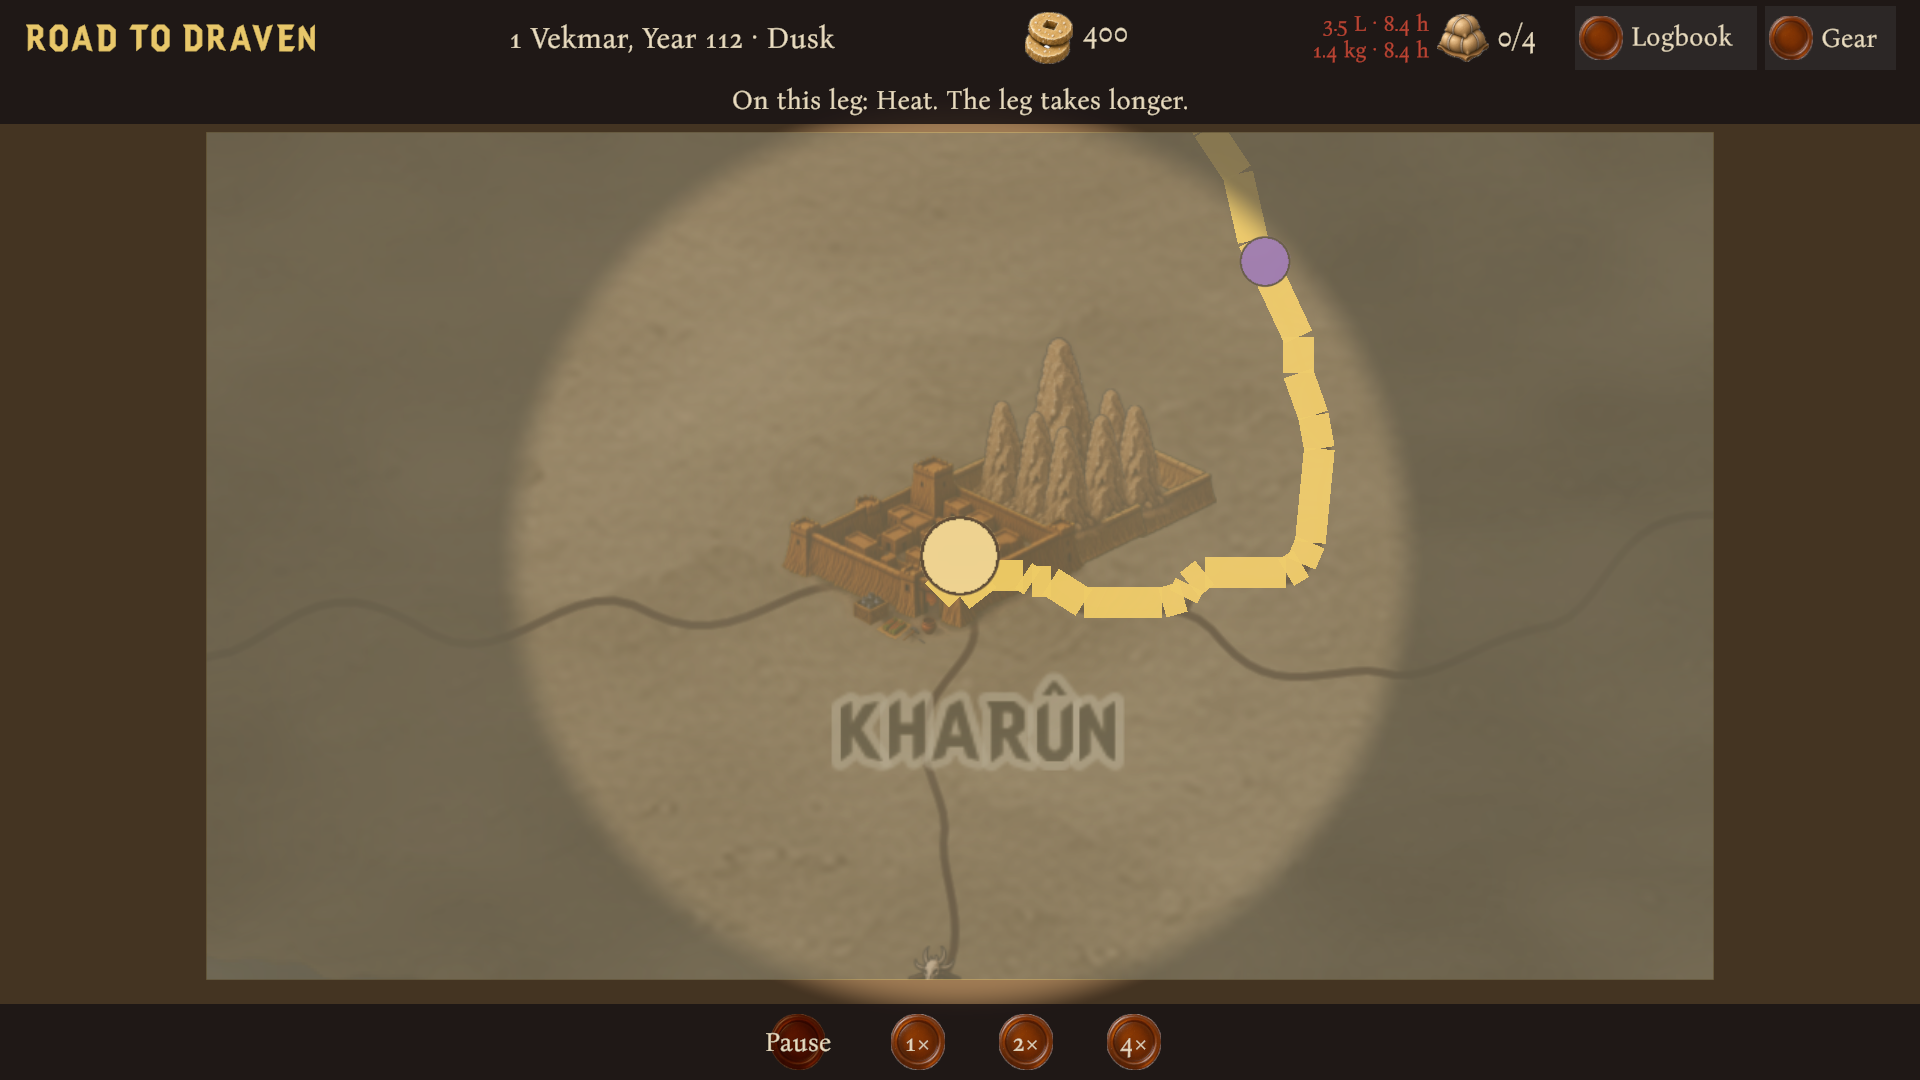 ROAD TO DRAVEN
1 Vekmar, Year 112 · Dusk
400
3.5 L · 8.4 h
1.4 kg · 8.4 h
0/4
Logbook
Gear
On this leg: Heat. The leg takes longer.
KHARÛN
Pause
1×
2×
4×